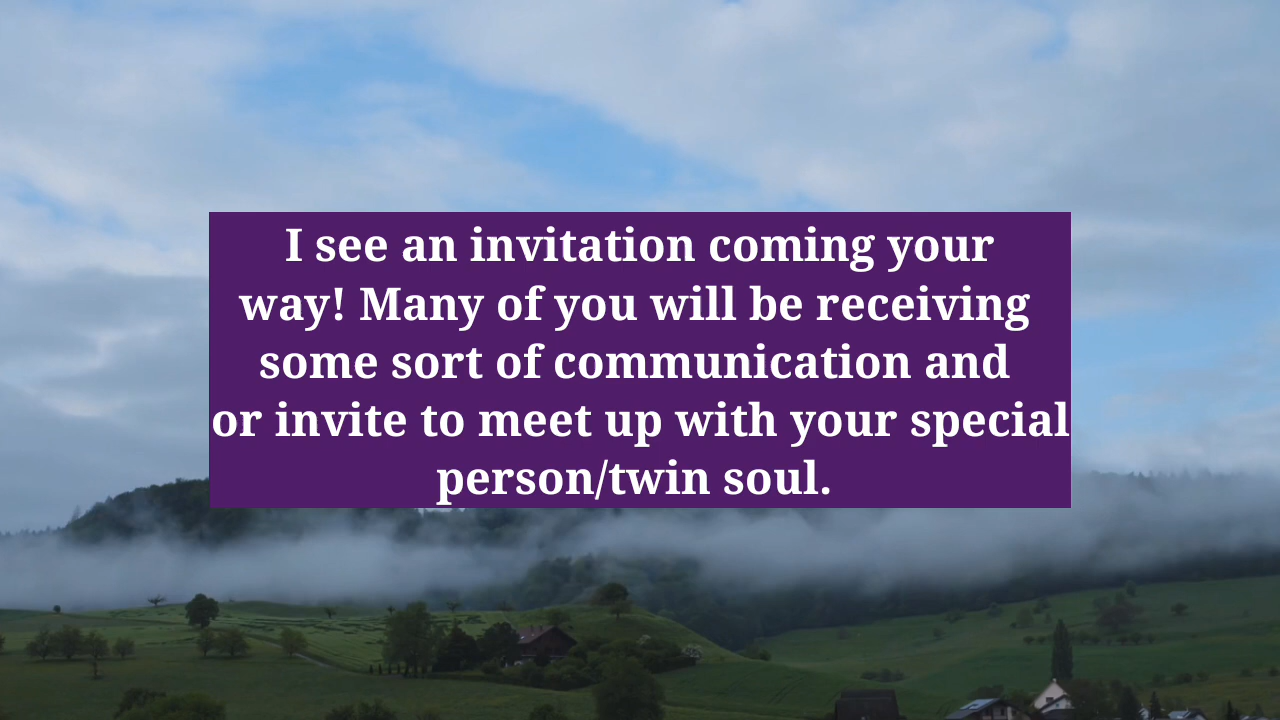 I see an invitation coming your
way! Many of you will be receiving
some sort of communication and
or invite to meet up with your special
person/twin soul.